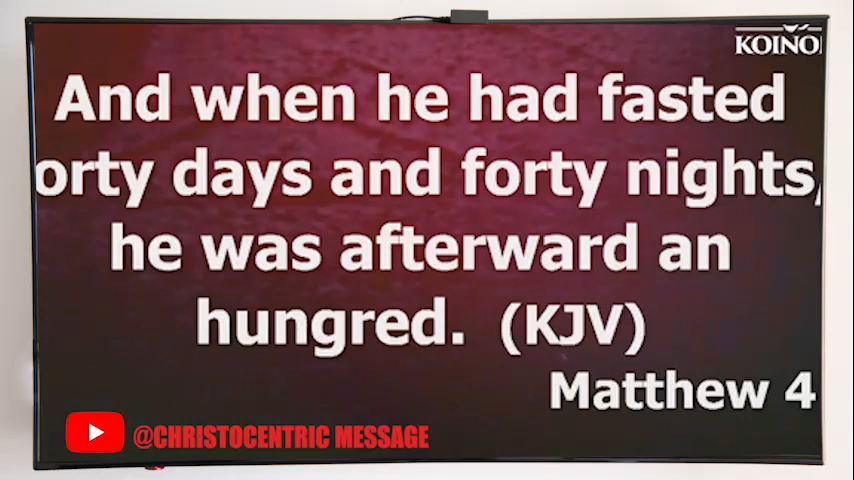 KOINO
And when he had fasted
orty days and forty nights,
he was afterward an
hungred. (KJV)
Matthew 4
@CHRISTOCENTRIC MESSAGE